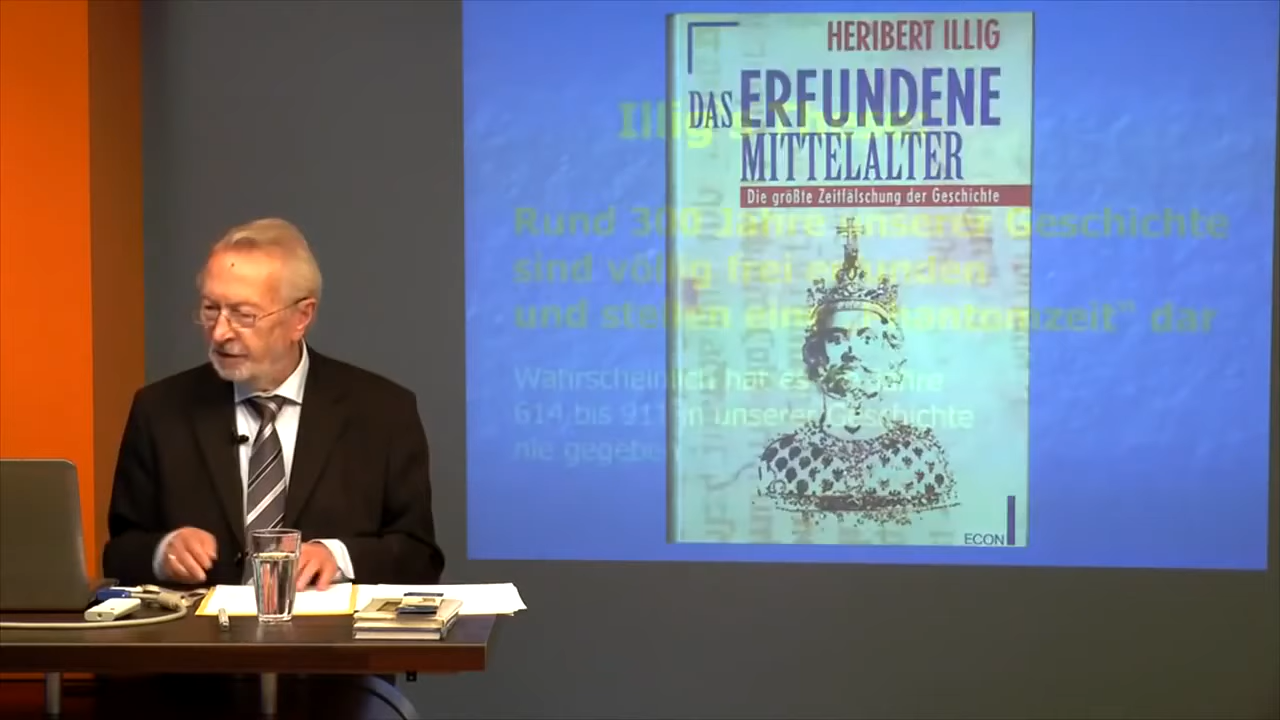 HERIBERT ILLIG
DAS ERFUNDENE
MITTELALTER
Die größte Zeitfälschung der Geschichte
ECON
Rund 300 Jahre unserer Geschichte
sind völlig frei erfunden
und stellen eine "Phantomzeit" dar
Wahrscheinlich hat es die Jahre
614 bis 911 in unserer Geschichte
nie gegeben